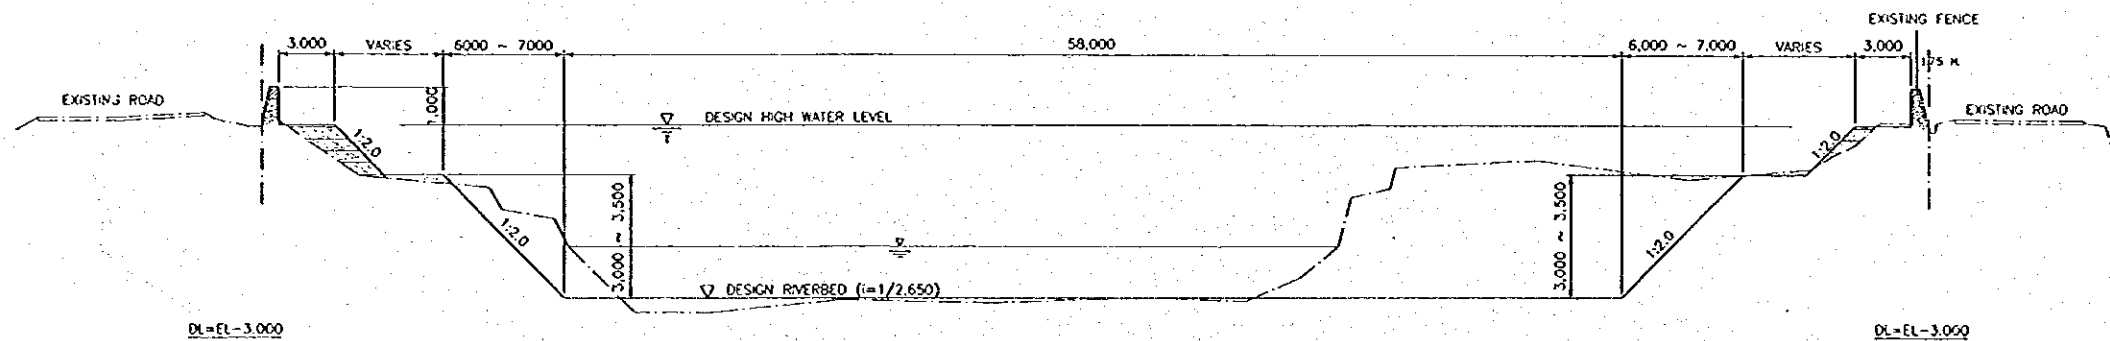 EXISTING FENCE
3.000 VARIES 6000 ~ 7000 58,000 6,000 ~ 7,000 VARIES 3,000
1.75 M.
EXISTING ROAD
1,000
DESIGN HIGH WATER LEVEL
EXISTING ROAD
1:2.0
1:2.0
3.000 ~ 3.500
3.000 ~ 3.500
1:2.0
1:2.0
DESIGN RIVERBED (i=1/2,650)
DL=EL-3.000
DL=EL-3.000